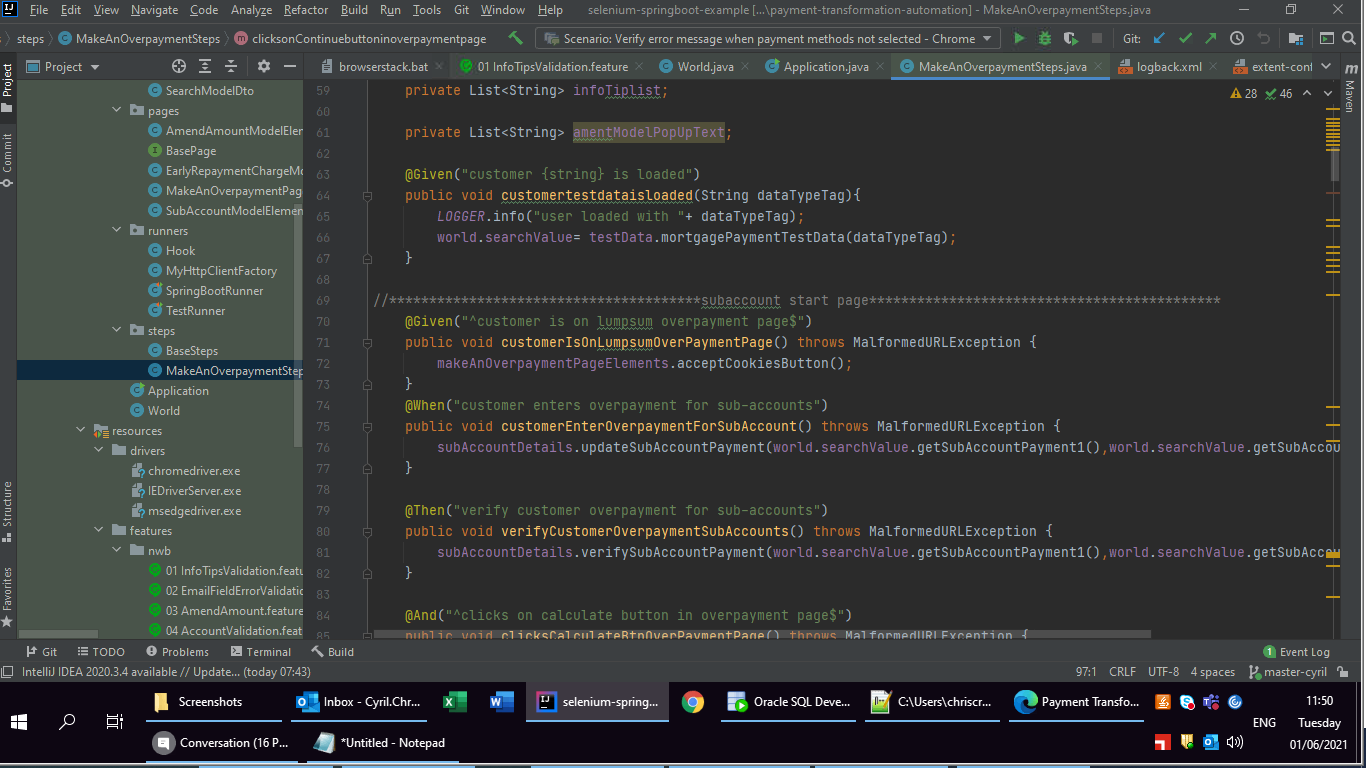 File Edit View Navigate Code Analyze Refactor Build Run Tools Git Window Help selenium-springboot-example [...\payment-transformation-automation] - MakeAnOverpaymentSteps.java
steps MakeAnOverpaymentSteps clicksonContinuebuttoninoverpaymentpage Scenario: Verify error message when payment methods not selected - Chrome Git:
Project browserstack.bat 01 InfoTipsValidation.feature World.java Application.java MakeAnOverpaymentSteps.java logback.xml extent-conf
Project
Commit
Structure
Favorites
SearchModelDto
pages
AmendAmountModelElen
BasePage
EarlyRepaymentChargeMo
MakeAnOverpaymentPag
SubAccountModelElemen
runners
Hook
MyHttpClientFactory
SpringBootRunner
TestRunner
steps
BaseSteps
MakeAnOverpaymentStep
Application
World
resources
drivers
chromedriver.exe
IEDriverServer.exe
msedgedriver.exe
features
nwb
01 InfoTipsValidation.featu
02 EmailFieldErrorValidatio
03 AmendAmount.feature
04 AccountValidation.feat
59 private List<String> infoTiplist;
60
61 private List<String> amentModelPopUpText;
62
63 @Given("customer {string} is loaded")
64 public void customertestdataisloaded(String dataTypeTag){
65 LOGGER.info("user loaded with "+ dataTypeTag);
66 world.searchValue= testData.mortgagePaymentTestData(dataTypeTag);
67 }
68
69 //***************************************subaccount start page********************************************
70 @Given("^customer is on lumpsum overpayment page$")
71 public void customerIsOnLumpsumOverPaymentPage() throws MalformedURLException {
72 makeAnOverpaymentPageElements.acceptCookiesButton();
73 }
74 @When("customer enters overpayment for sub-accounts")
75 public void customerEnterOverpaymentForSubAccount() throws MalformedURLException {
76 subAccountDetails.updateSubAccountPayment(world.searchValue.getSubAccountPayment1(),world.searchValue.getSubAccou
77 }
78
79 @Then("verify customer overpayment for sub-accounts")
80 public void verifyCustomerOverpaymentSubAccounts() throws MalformedURLException {
81 subAccountDetails.verifySubAccountPayment(world.searchValue.getSubAccountPayment1(),world.searchValue.getSubAccou
82 }
83
84 @And("^clicks on calculate button in overpayment page$")
85 public void clicksCalculateBtnOverPaymentPage() throws MalformedURLException {
28 46
Maven
Git TODO Problems Terminal Build 1 Event Log
IntelliJ IDEA 2020.3.4 available // Update... (today 07:43) 97:1 CRLF UTF-8 4 spaces master-cyril
Screenshots Inbox - Cyril.Chr... selenium-spring... Oracle SQL Deve... C:\Users\chriscr... Payment Transfo... 11:50
ENG Tuesday
Conversation (16 P... *Untitled - Notepad 01/06/2021